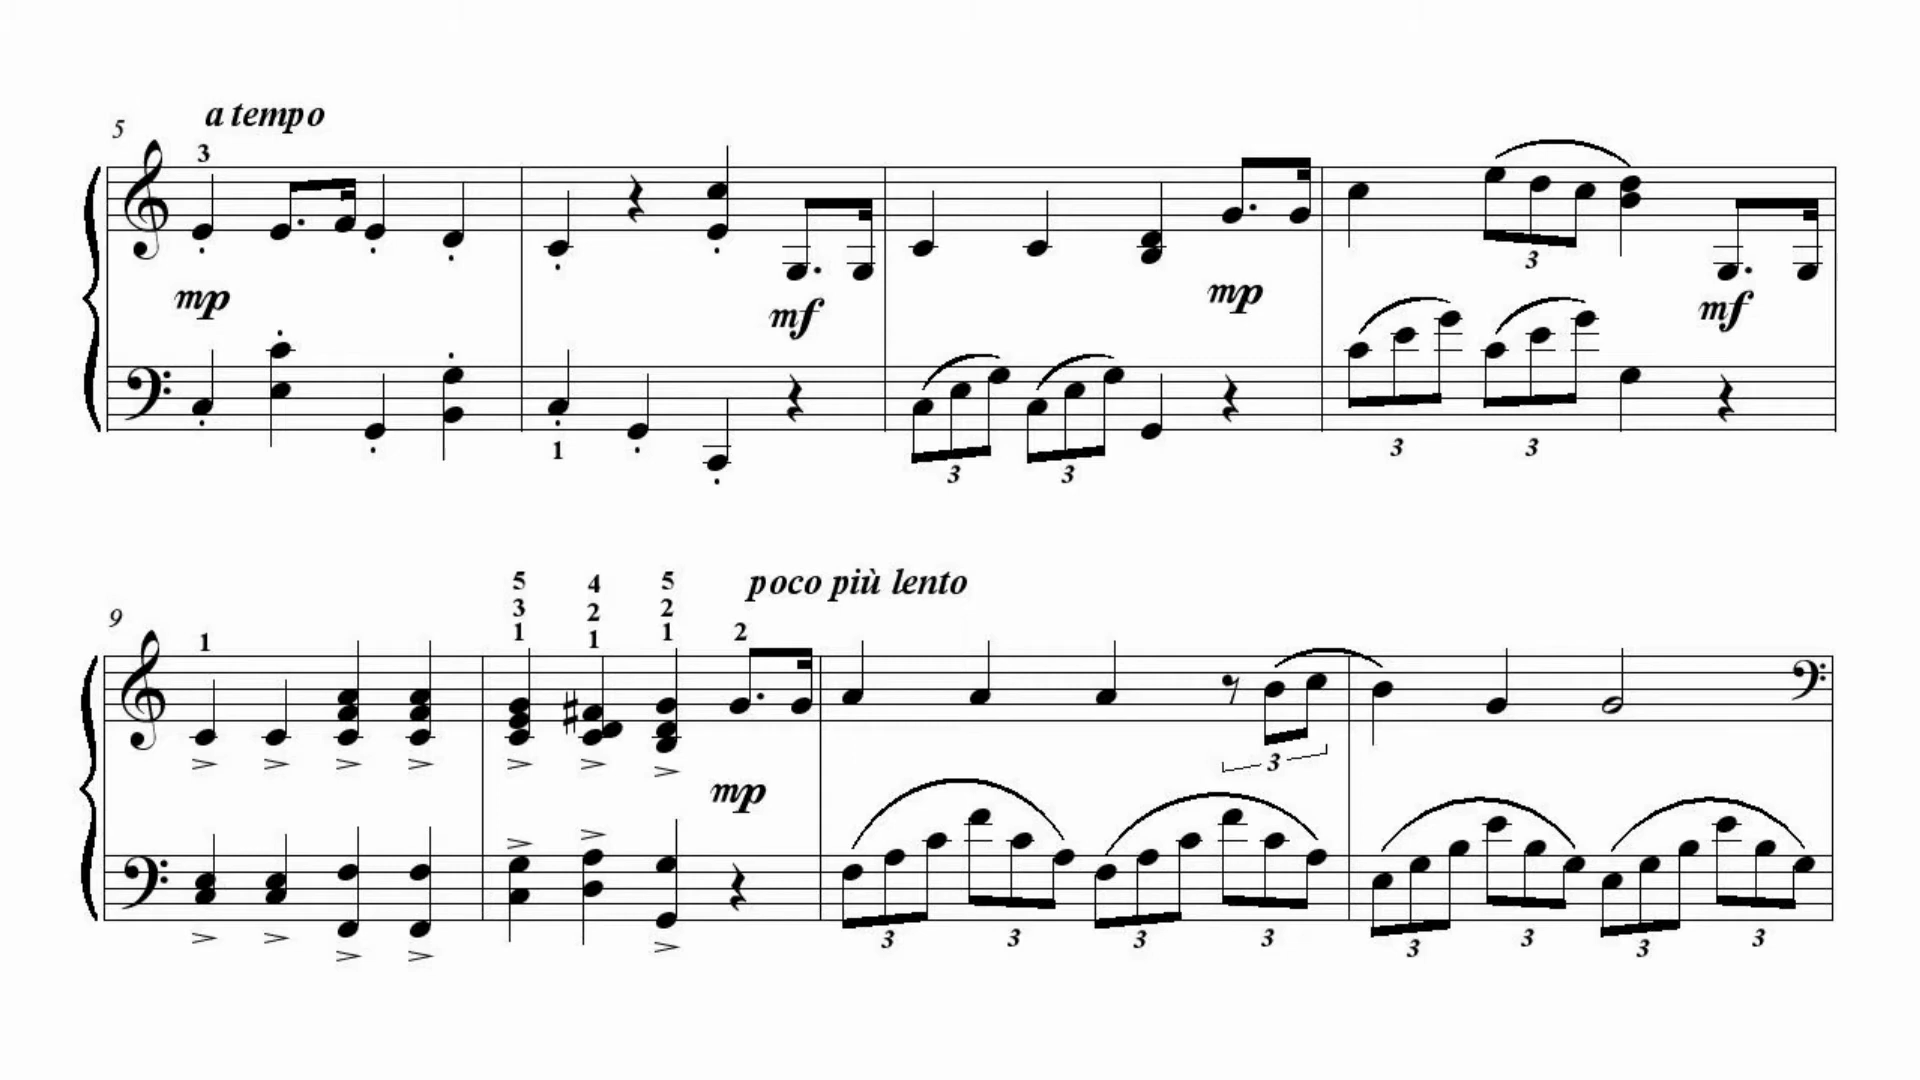 5
a tempo
3
mp
mf
mp
3
mf
1
3 3
3 3
9
5 4 5
3 2 2
1 1 1
poco più lento
1
2
mp
3
3 3 3 3 3 3 3 3